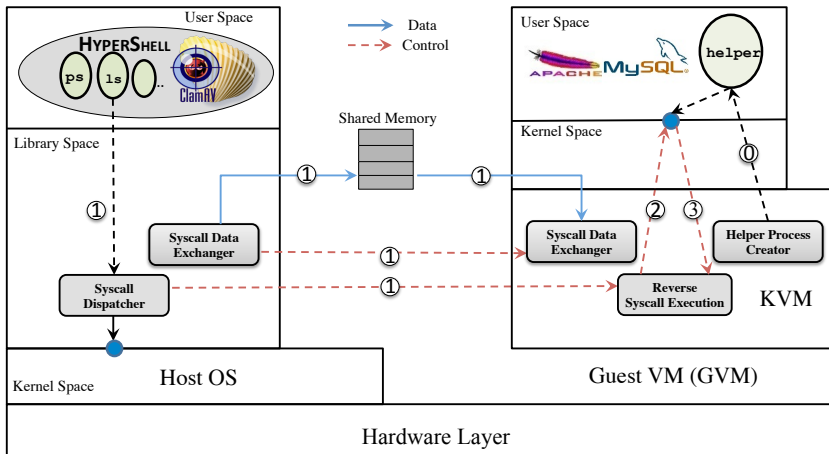 User Space
HYPERSHELL
ps
ls
..
ClamAV
Data
Control
User Space
APACHE
MySQL®
helper
Library Space
Shared Memory
Kernel Space
⓪
①
①
①
②
③
Syscall Data
Exchanger
①
Syscall Data
Exchanger
Helper Process
Creator
Syscall
Dispatcher
①
Reverse
Syscall Execution
KVM
Host OS
Guest VM (GVM)
Kernel Space
Hardware Layer